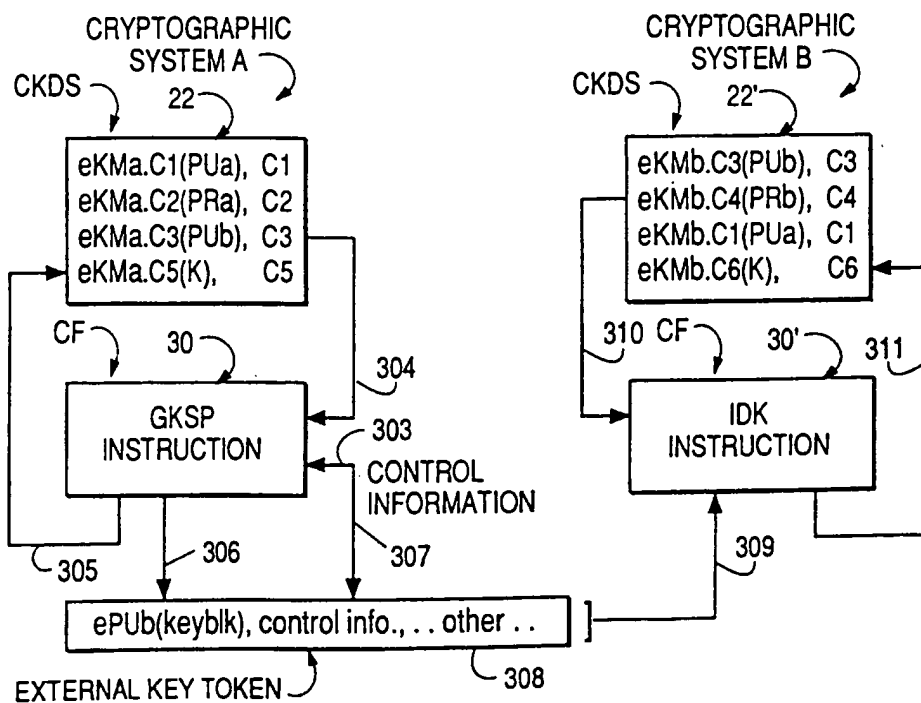 CRYPTOGRAPHIC
SYSTEM A
CKDS
22
eKMa.C1(PUa), C1
eKMa.C2(PRa), C2
eKMa.C3(PUb), C3
eKMa.C5(K), C5
CF
30
304
GKSP
INSTRUCTION
303
CONTROL
INFORMATION
305
306
307
ePUb(keyblk), control info., . . other . .
EXTERNAL KEY TOKEN
308
CRYPTOGRAPHIC
SYSTEM B
CKDS
22'
eKMb.C3(PUb), C3
eKMb.C4(PRb), C4
eKMb.C1(PUa), C1
eKMb.C6(K), C6
310
CF
30'
311
IDK
INSTRUCTION
309